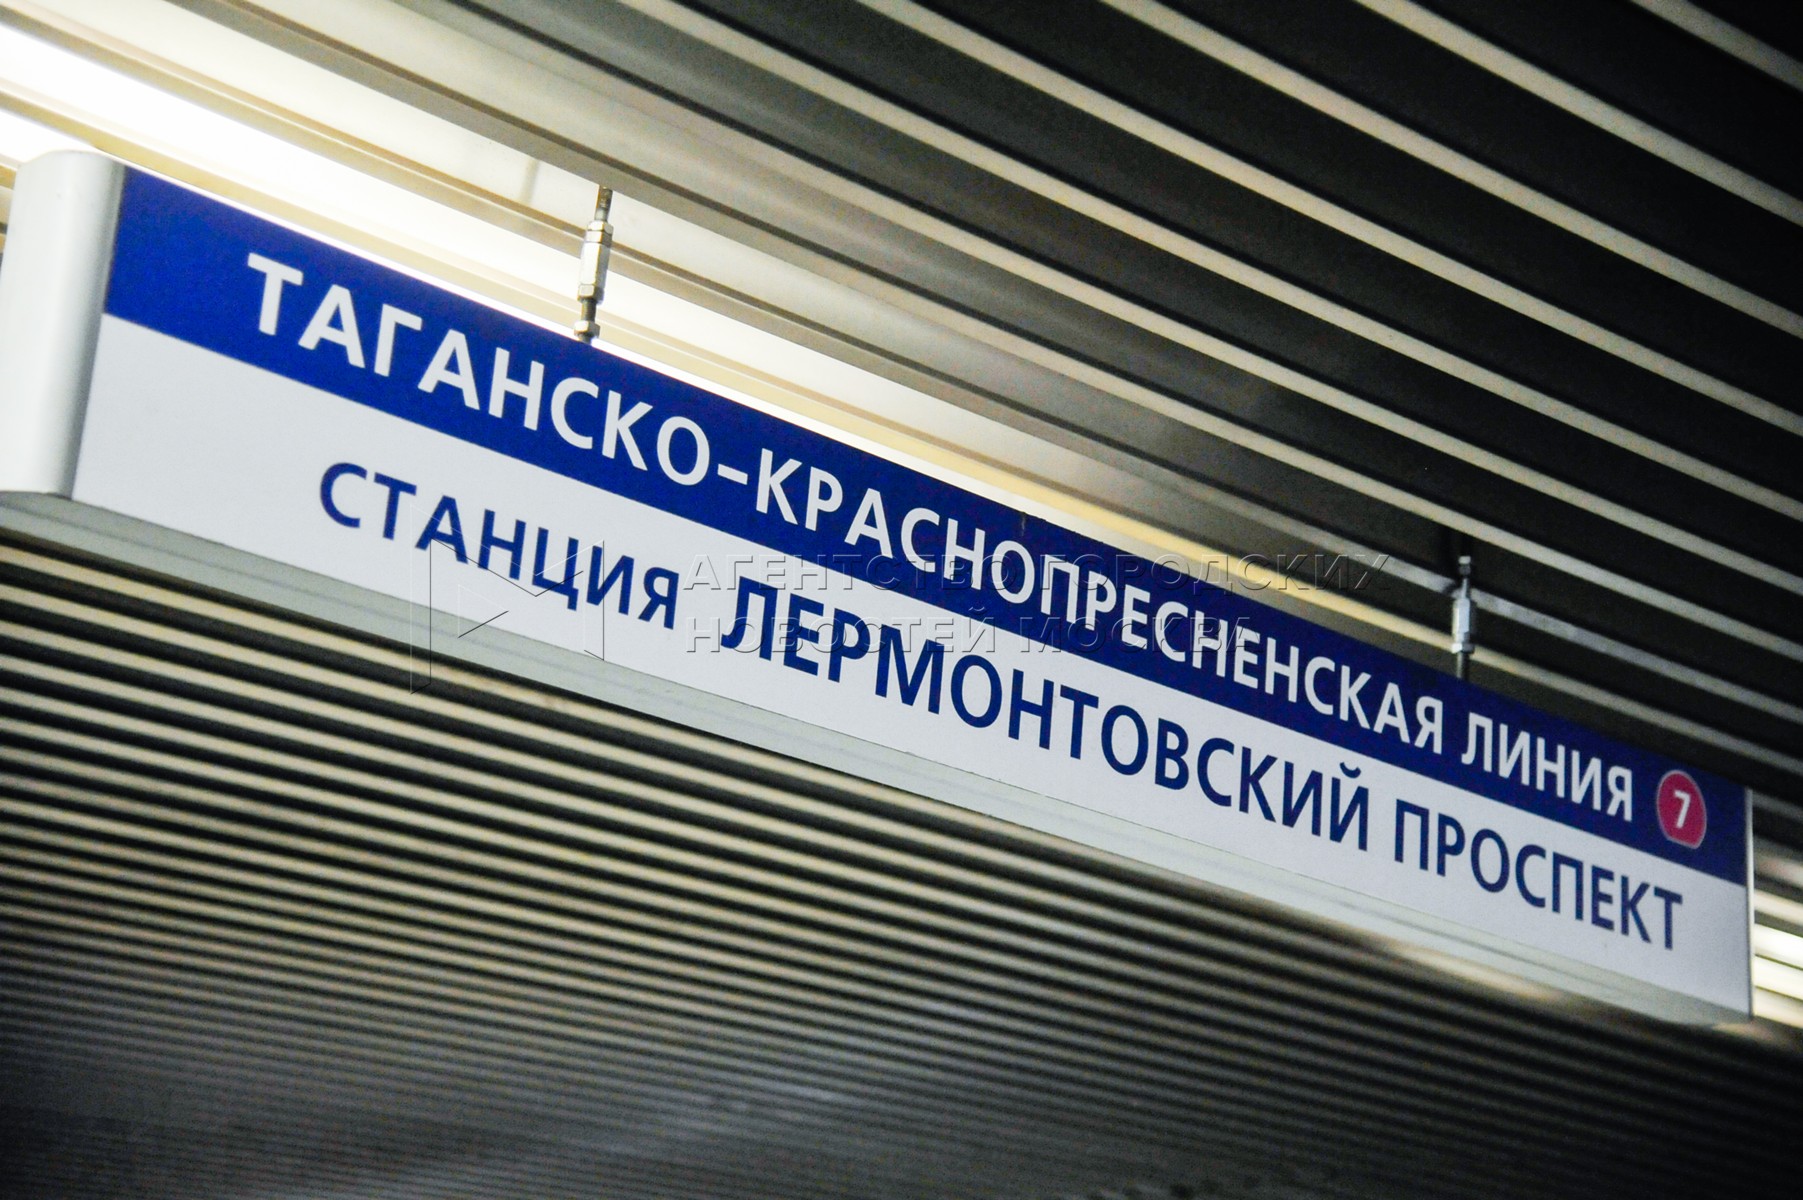 ТАГАНСКО-КРАСНОПРЕСНЕНСКАЯ ЛИНИЯ 7
СТАНЦИЯ ЛЕРМОНТОВСКИЙ ПРОСПЕКТ
АГЕНТСТВО ГОРОДСКИХ
НОВОСТЕЙ МОСКВА